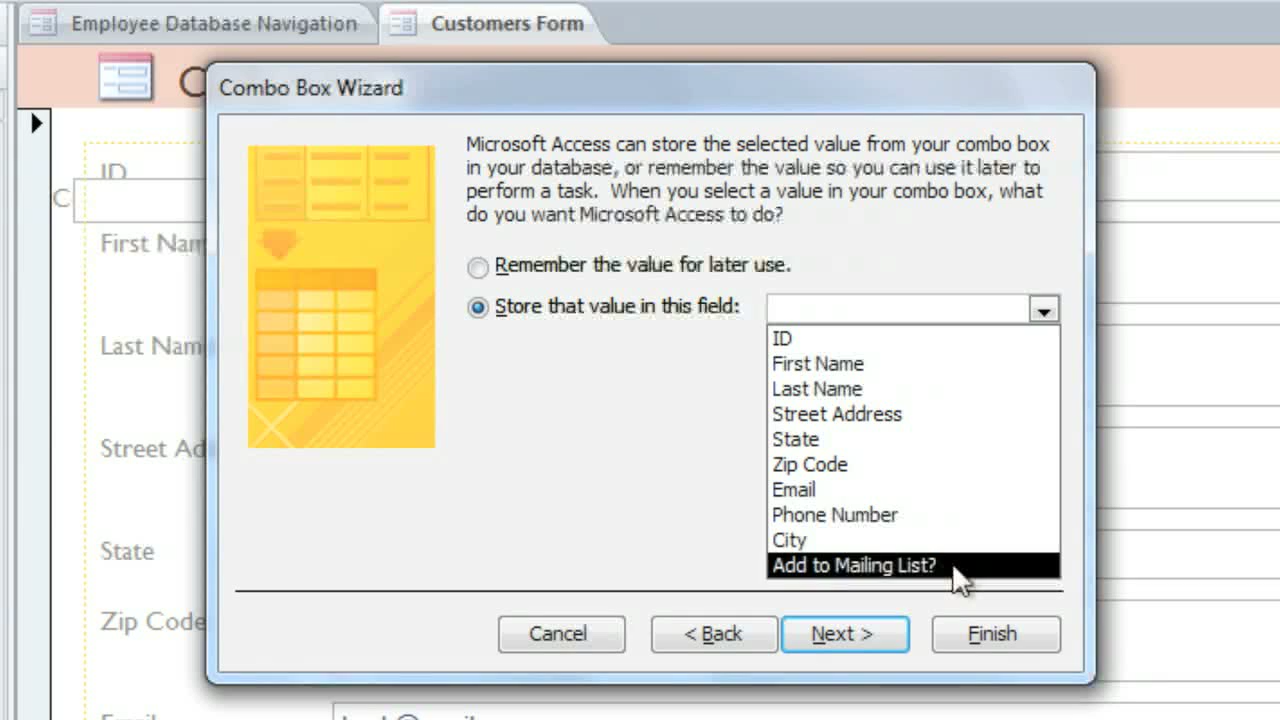 Employee Database Navigation
Customers Form
C
Combo Box Wizard
Microsoft Access can store the selected value from your combo box
in your database, or remember the value so you can use it later to
perform a task. When you select a value in your combo box, what
do you want Microsoft Access to do?
Remember the value for later use.
Store that value in this field:
ID
First Name
Last Name
Street Address
State
Zip Code
Email
Phone Number
City
Add to Mailing List?
Cancel
< Back
Next >
Finish
ID
C
First Nam
Last Name
Street Ad
State
Zip Code
Email